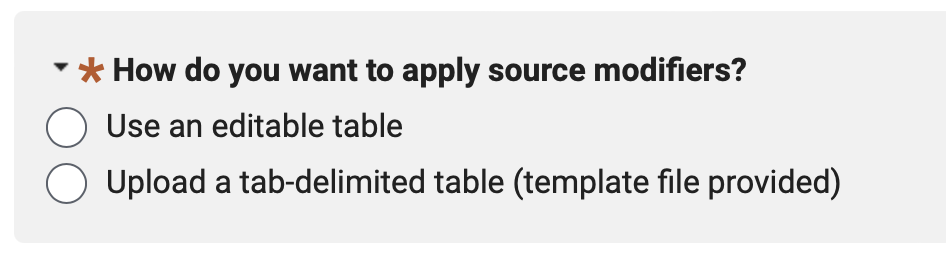 * How do you want to apply source modifiers?
Use an editable table
Upload a tab-delimited table (template file provided)